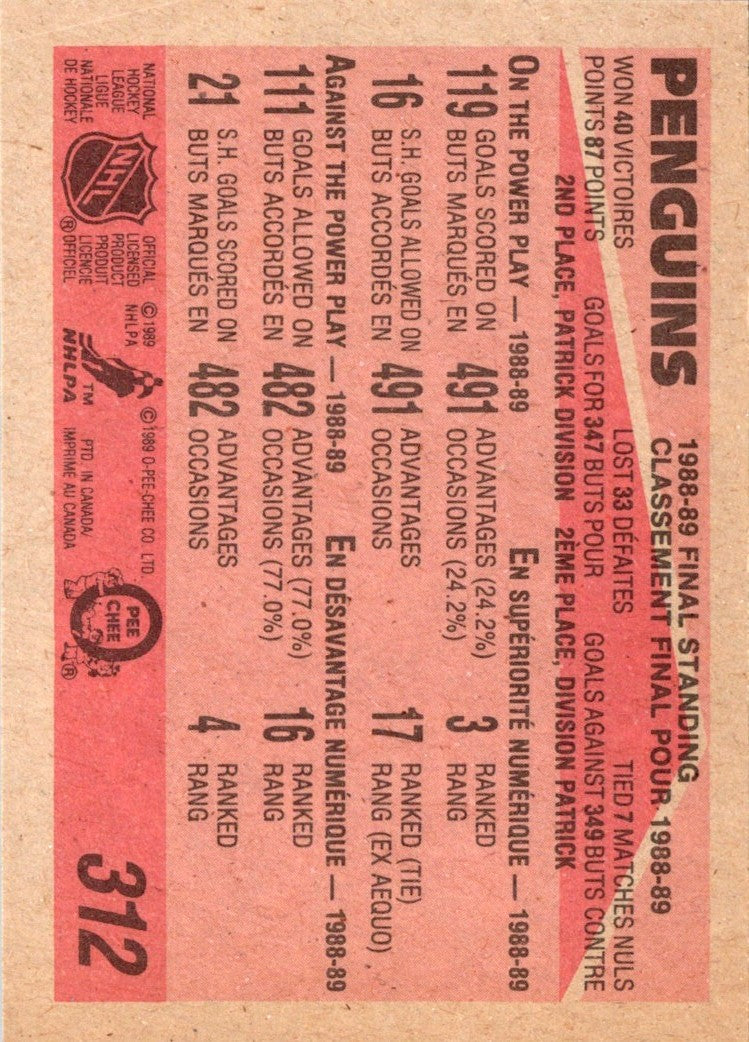 PENGUINS
1988-89 FINAL STANDING
CLASSEMENT FINAL POUR 1988-89
WON 40 VICTOIRES LOST 33 DÉFAITES TIED 7 MATCHES NULS
POINTS 87 POINTS GOALS FOR 347 BUTS POUR GOALS AGAINST 349 BUTS CONTRE
2ND PLACE, PATRICK DIVISION 2ÈME PLACE, DIVISION PATRICK
ON THE POWER PLAY — 1988-89 EN SUPÉRIORITÉ NUMÉRIQUE — 1988-89
119 GOALS SCORED ON 491 ADVANTAGES (24.2%) 3 RANKED
BUTS MARQUÉS EN OCCASIONS (24.2%) RANG
16 S.H. GOALS ALLOWED ON 491 ADVANTAGES 17 RANKED (TIE)
BUTS ACCORDÉS EN OCCASIONS RANG (EX AEQUO)
AGAINST THE POWER PLAY — 1988-89 EN DÉSAVANTAGE NUMÉRIQUE — 1988-89
111 GOALS ALLOWED ON 482 ADVANTAGES (77.0%) 16 RANKED
BUTS ACCORDÉS EN OCCASIONS (77.0%) RANG
21 S.H. GOALS SCORED ON 482 ADVANTAGES 4 RANKED
BUTS MARQUÉS EN OCCASIONS RANG
NATIONAL
HOCKEY
LEAGUE
LIGUE
NATIONALE
DE HOCKEY
NHL
OFFICIAL
LICENSED
PRODUCT
PRODUIT
LICENCIÉ
® OFFICIEL
© 1989
NHLPA
TM
NHLPA
© 1989 O-PEE-CHEE CO. LTD.
PTD. IN CANADA/
IMPRIMÉ AU CANADA
O
PEE
CHEE
®
312